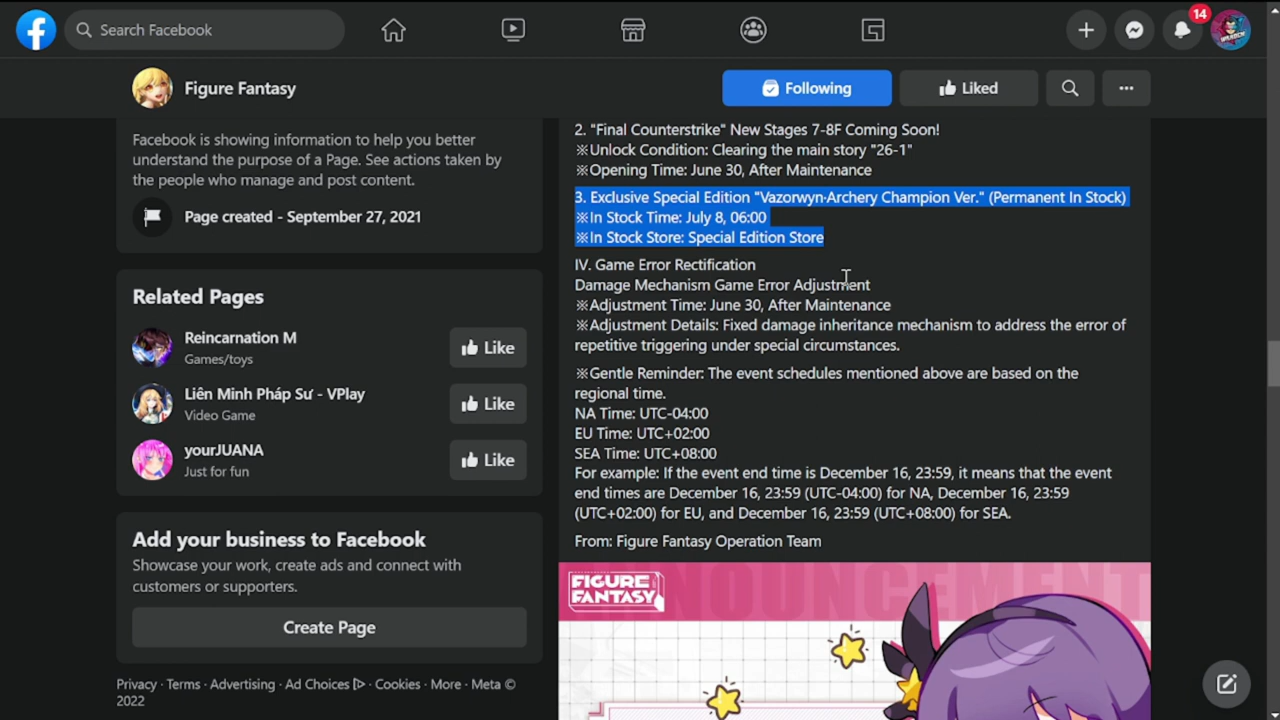 Search Facebook
14
Figure Fantasy
Following
Liked
Facebook is showing information to help you better
understand the purpose of a Page. See actions taken by
the people who manage and post content.
Page created - September 27, 2021
Related Pages
Reincarnation M
Games/toys
Like
Liên Minh Pháp Sư - VPlay
Video Game
Like
yourJUANA
Just for fun
Like
Add your business to Facebook
Showcase your work, create ads and connect with
customers or supporters.
Create Page
Privacy · Terms · Advertising · Ad Choices · Cookies · More · Meta ©
2022
2. "Final Counterstrike" New Stages 7-8F Coming Soon!
※Unlock Condition: Clearing the main story "26-1"
※Opening Time: June 30, After Maintenance
3. Exclusive Special Edition "Vazorwyn·Archery Champion Ver." (Permanent In Stock)
※In Stock Time: July 8, 06:00
※In Stock Store: Special Edition Store
IV. Game Error Rectification
Damage Mechanism Game Error Adjustment
※Adjustment Time: June 30, After Maintenance
※Adjustment Details: Fixed damage inheritance mechanism to address the error of
repetitive triggering under special circumstances.
※Gentle Reminder: The event schedules mentioned above are based on the
regional time.
NA Time: UTC-04:00
EU Time: UTC+02:00
SEA Time: UTC+08:00
For example: If the event end time is December 16, 23:59, it means that the event
end times are December 16, 23:59 (UTC-04:00) for NA, December 16, 23:59
(UTC+02:00) for EU, and December 16, 23:59 (UTC+08:00) for SEA.
From: Figure Fantasy Operation Team
FIGURE
FANTASY
NOUNCEMENT